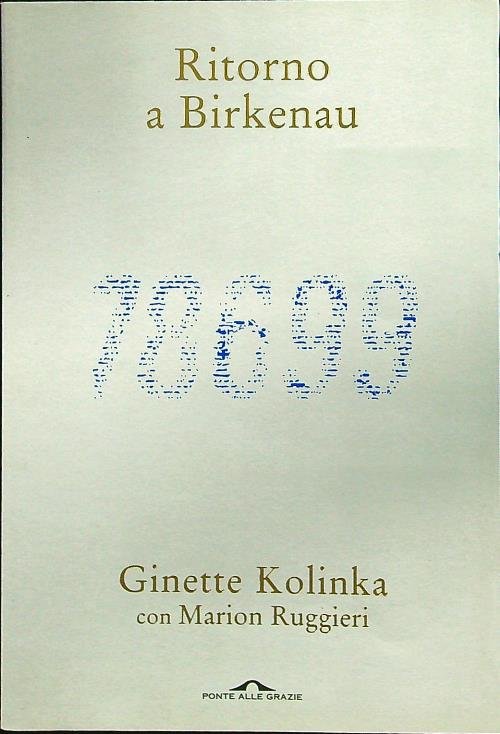 Ritorno
a Birkenau
78699
Ginette Kolinka
con Marion Ruggieri
PONTE ALLE GRAZIE